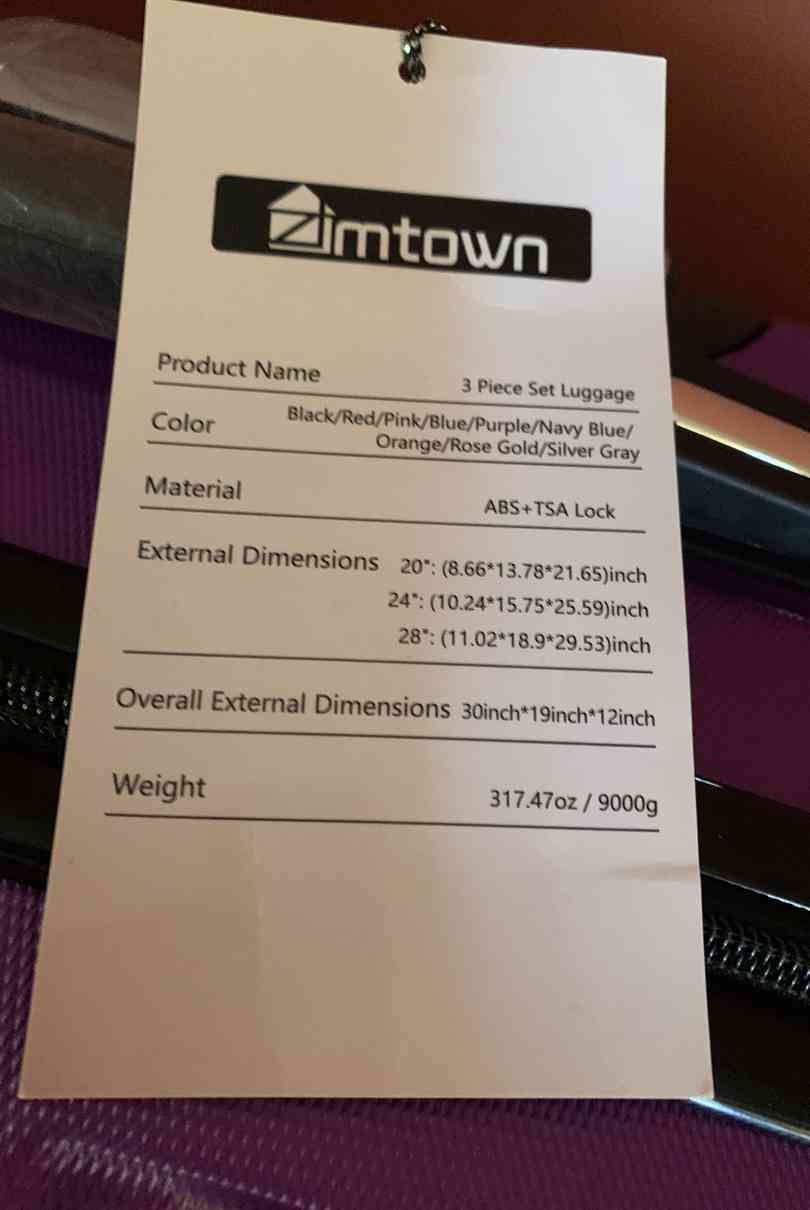 Zimtown
Product Name 3 Piece Set Luggage
Color Black/Red/Pink/Blue/Purple/Navy Blue/
Orange/Rose Gold/Silver Gray
Material ABS+TSA Lock
External Dimensions 20": (8.66*13.78*21.65)inch
24": (10.24*15.75*25.59)inch
28": (11.02*18.9*29.53)inch
Overall External Dimensions 30inch*19inch*12inch
Weight 317.47oz / 9000g